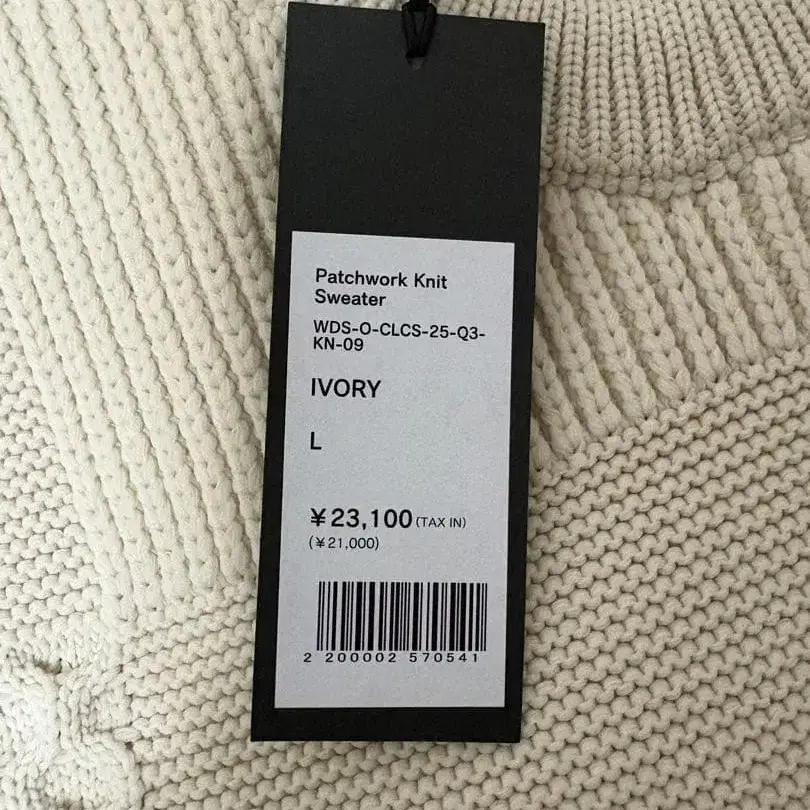 Patchwork Knit
Sweater
WDS-O-CLCS-25-Q3-
KN-09
IVORY
L
¥23,100 (TAX IN)
(¥21,000)
2 200002 570541